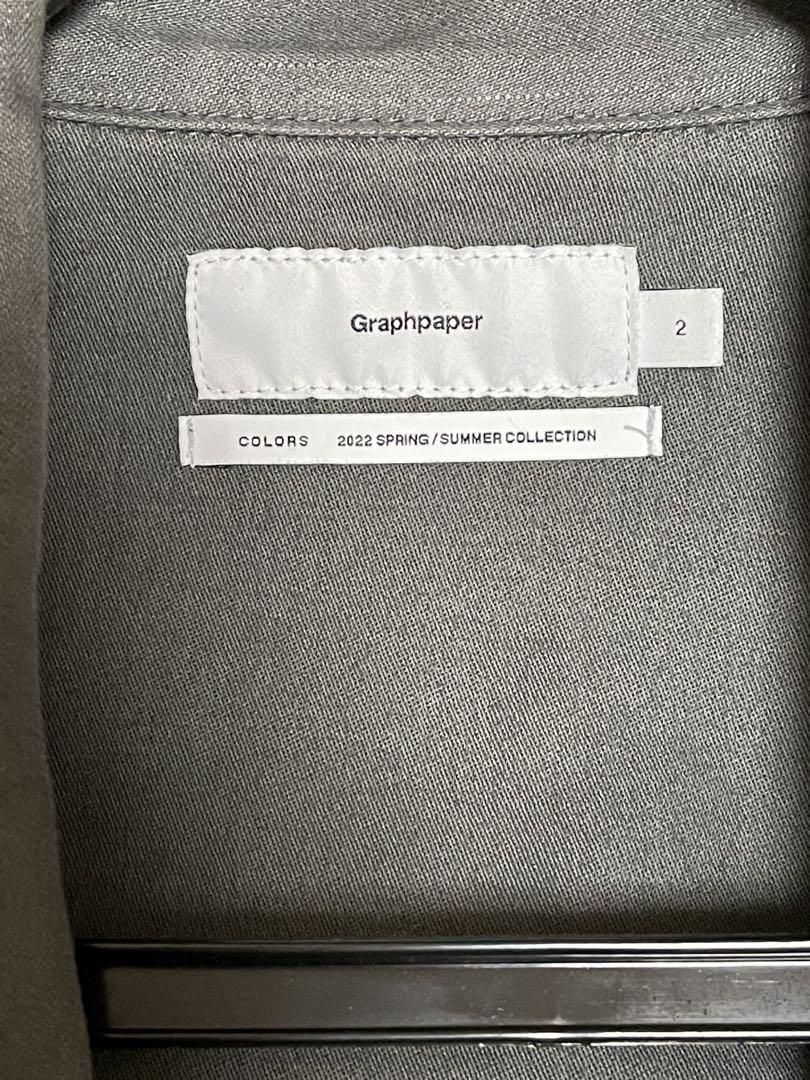 Graphpaper
2
COLORS 2022 SPRING/SUMMER COLLECTION